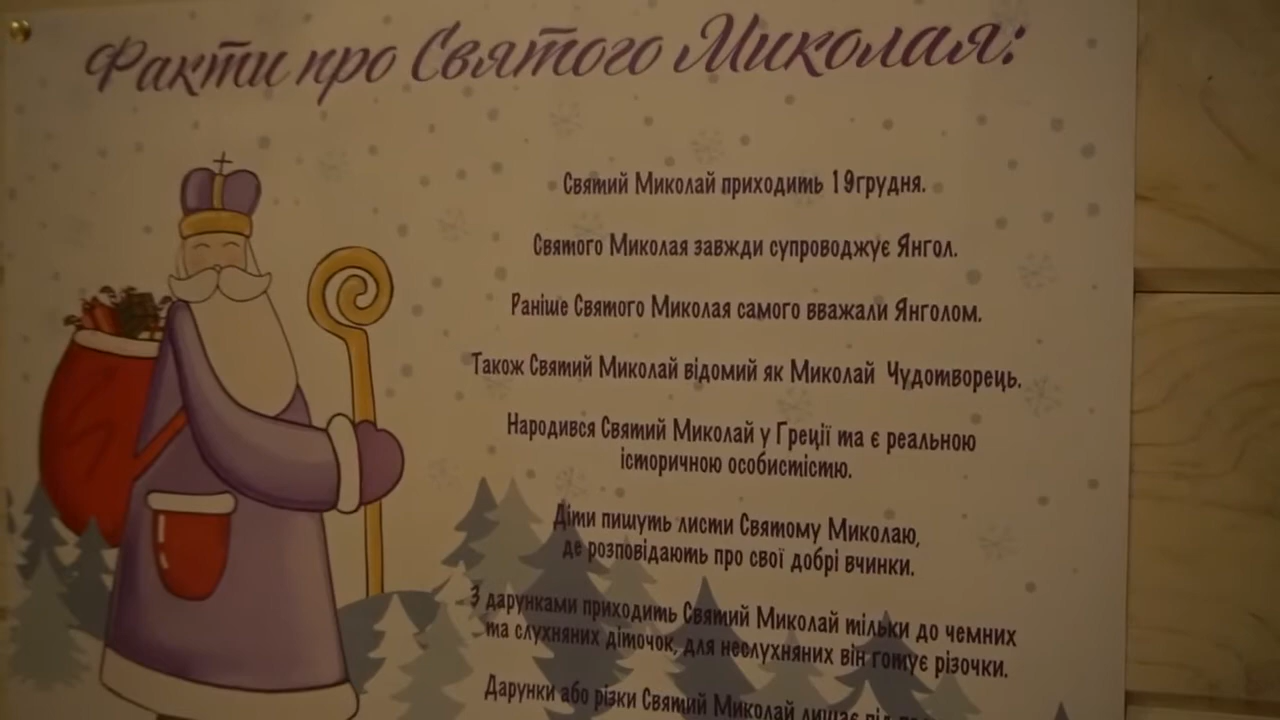 Факти про Святого Миколая:
Святий Миколай приходить 19грудня.
Святого Миколая завжди супроводжує Янгол.
Раніше Святого Миколая самого вважали Янголом.
Також Святий Миколай відомий як Миколай Чудотворець.
Народився Святий Миколай у Греції та є реальною
історичною особистістю.
Діти пишуть листи Святому Миколаю,
де розповідають про свої добрі вчинки.
З дарунками приходить Святий Миколай тільки до чемних
та слухняних діточок, для неслухняних він готує різочки.
Дарунки або різки Святий Миколай лишає під